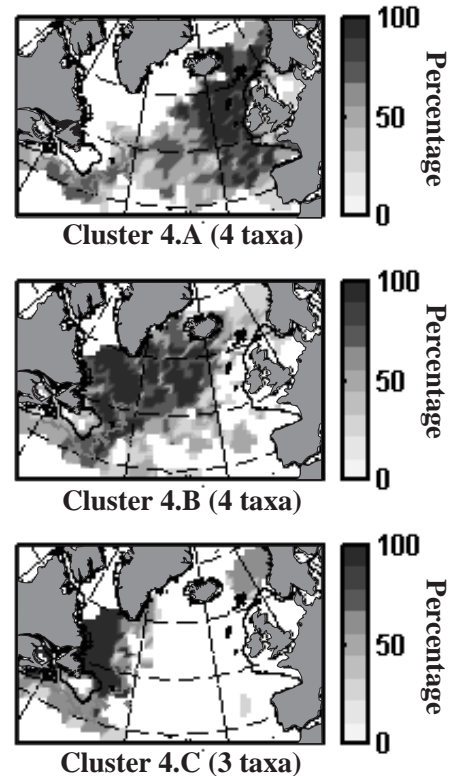 100
50
0
Percentage
Cluster 4.A (4 taxa)
100
50
0
Percentage
Cluster 4.B (4 taxa)
100
50
0
Percentage
Cluster 4.C (3 taxa)